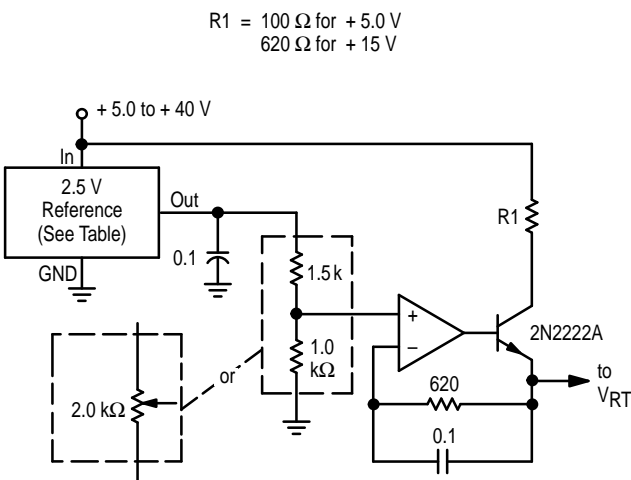 R1 = 100 Ω for + 5.0 V
620 Ω for + 15 V
+ 5.0 to + 40 V
In
2.5 V
Reference
(See Table)
Out
GND
0.1
1.5 k
1.0
kΩ
R1
+
–
2N2222A
to
VRT
620
0.1
or
2.0 kΩ